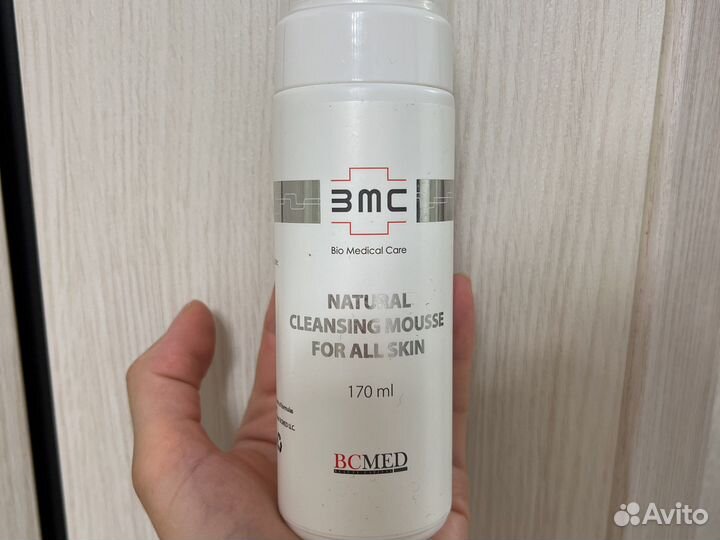 BMC
Bio Medical Care
NATURAL
CLEANSING MOUSSE
FOR ALL SKIN
170 ml
BCMED
Avito